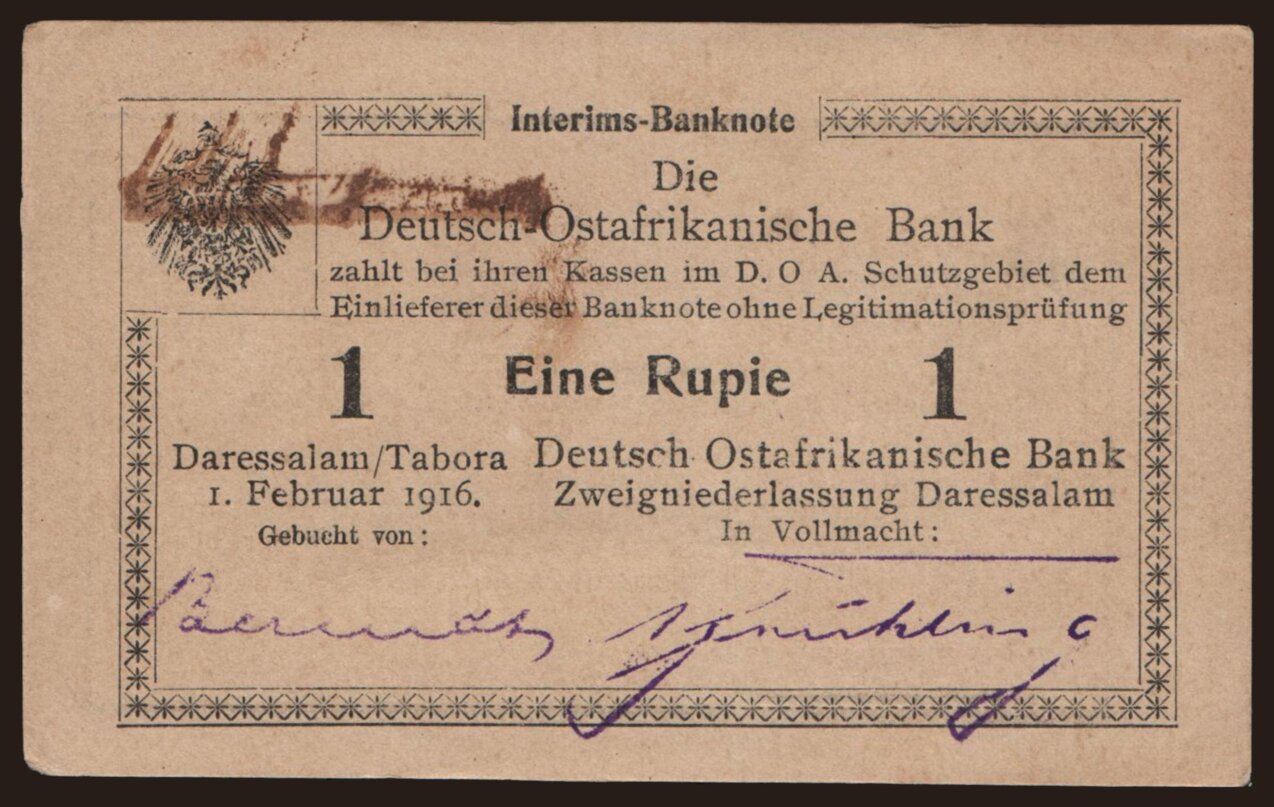 Interims-Banknote
Die
Deutsch-Ostafrikanische Bank
zahlt bei ihren Kassen im D. O A. Schutzgebiet dem
Einlieferer dieser Banknote ohne Legitimationsprüfung
1 Eine Rupie 1
Daressalam/Tabora
1. Februar 1916.
Gebucht von:
Deutsch Ostafrikanische Bank
Zweigniederlassung Daressalam
In Vollmacht: